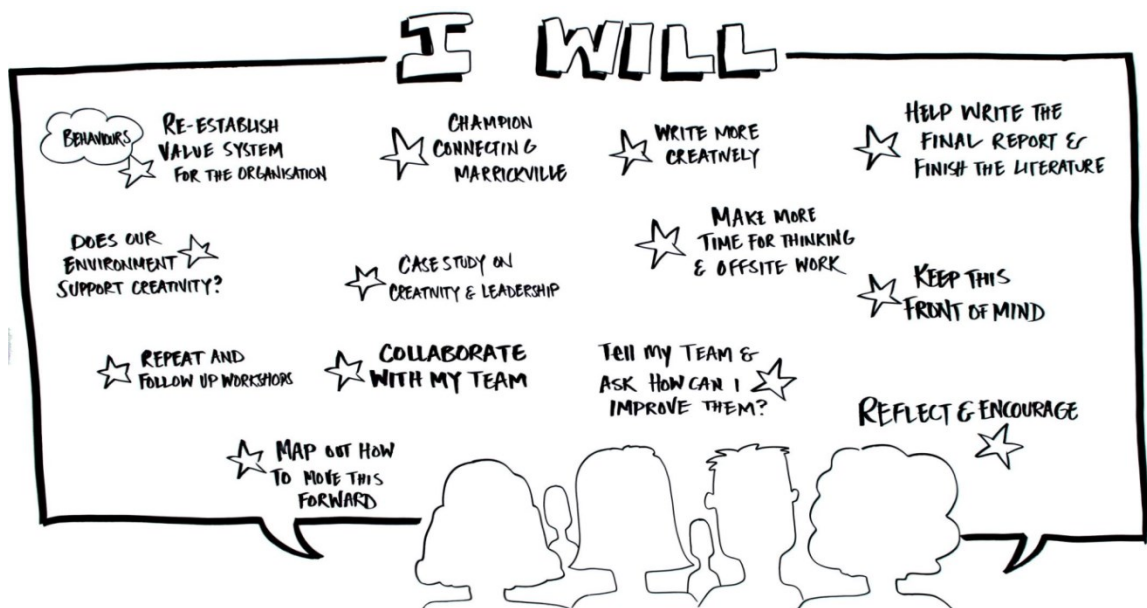 I WILL
BEHAVIOURS
RE-ESTABLISH
VALUE SYSTEM
FOR THE ORGANISATION
CHAMPION
CONNECTING
MARRICKVILLE
WRITE MORE
CREATIVELY
HELP WRITE THE
FINAL REPORT &
FINISH THE LITERATURE
DOES OUR
ENVIRONMENT
SUPPORT CREATIVITY?
CASE STUDY ON
CREATIVITY & LEADERSHIP
MAKE MORE
TIME FOR THINKING
& OFFSITE WORK
KEEP THIS
FRONT OF MIND
REPEAT AND
FOLLOW UP WORKSHOPS
COLLABORATE
WITH MY TEAM
Tell MY TEAM &
ASK HOW CAN I
IMPROVE THEM?
REFLECT & ENCOURAGE
MAP OUT HOW
TO MOVE THIS
FORWARD